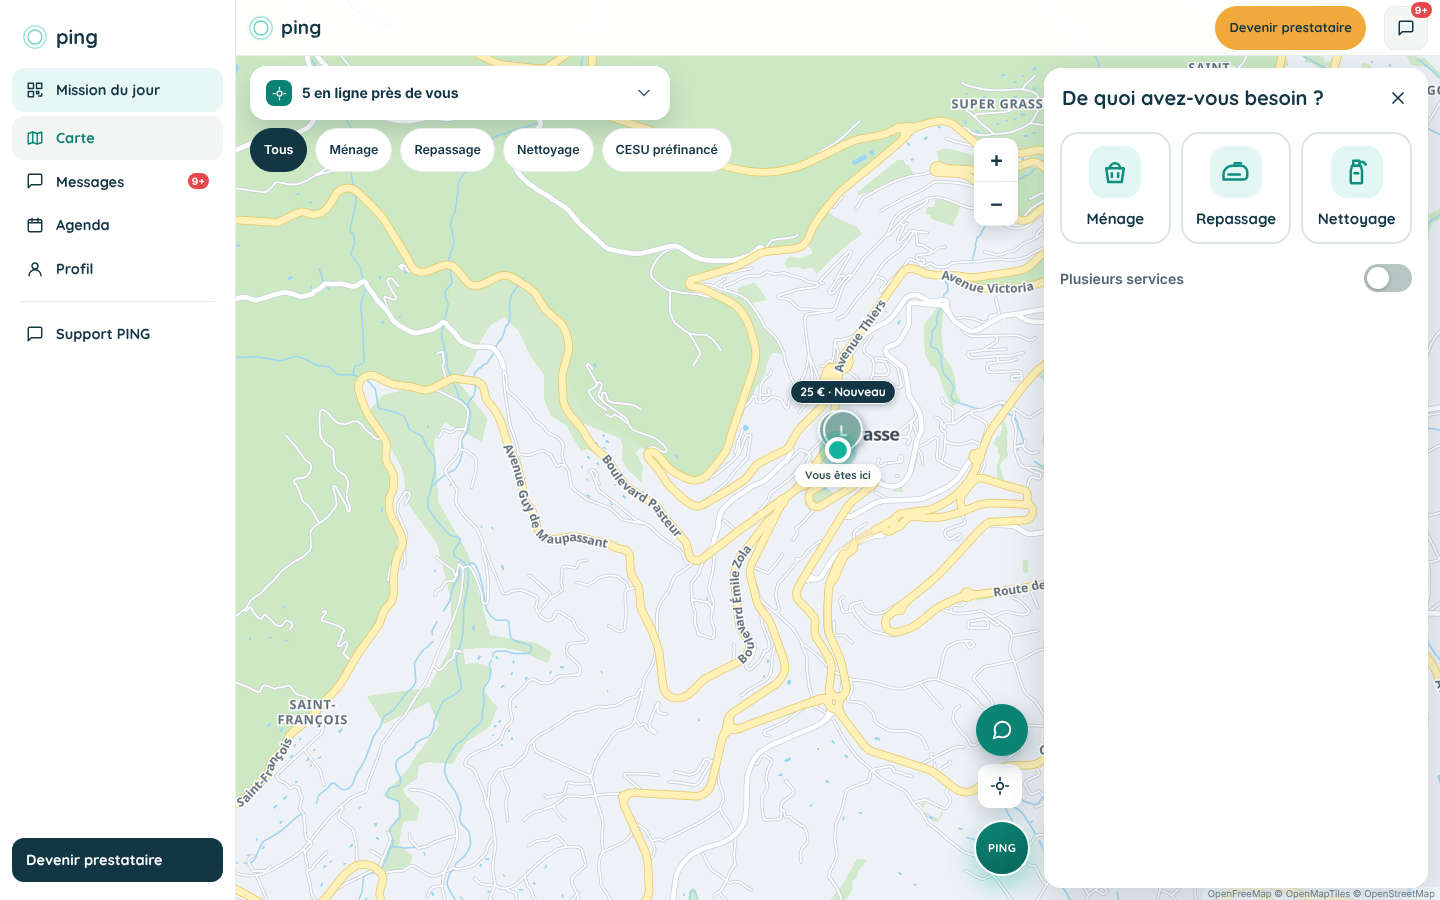 ping
Mission du jour
Carte
Messages
9+
Agenda
Profil
Support PING
Devenir prestataire
ping
Devenir prestataire
9+
5 en ligne près de vous
Tous
Ménage
Repassage
Nettoyage
CESU préfinancé
+
−
SAINT
SUPER GRASS
Avenue Victoria
Avenue Thiers
25 € · Nouveau
L
asse
Vous êtes ici
Avenue Guy de Maupassant
Boulevard Pasteur
Boulevard Émile Zola
Route de
SAINT-
FRANÇOIS
Saint-François
PING
De quoi avez-vous besoin ?
Ménage
Repassage
Nettoyage
Plusieurs services
OpenFreeMap © OpenMapTiles © OpenStreetMap